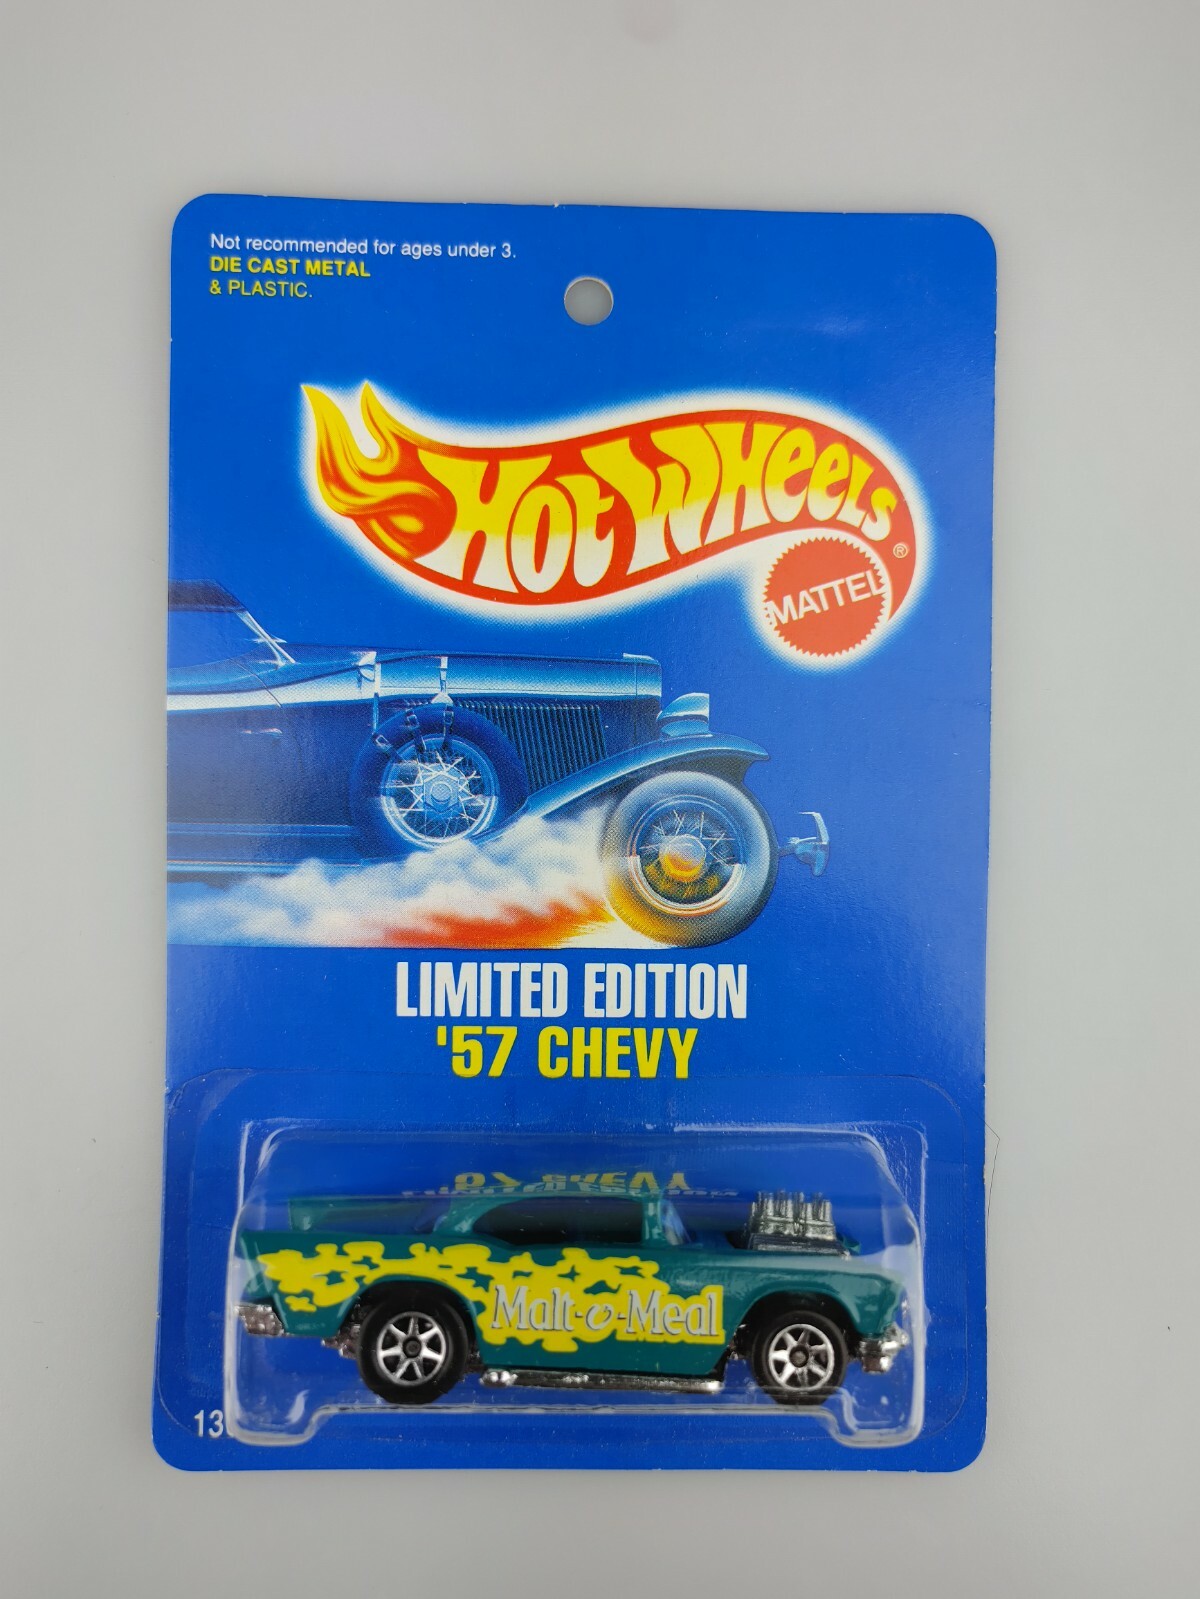 Not recommended for ages under 3.
DIE CAST METAL
& PLASTIC.
HOT WHEELS ®
MATTEL
LIMITED EDITION
'57 CHEVY
Malt-o-Meal